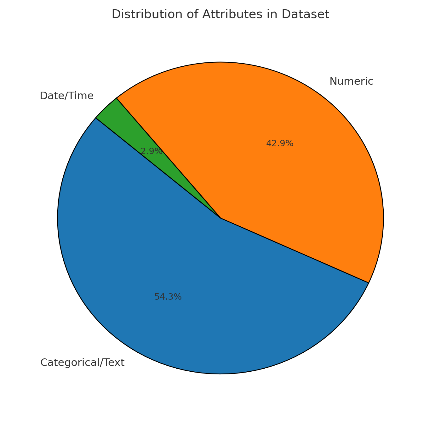 Distribution of Attributes in Dataset
Numeric
Date/Time
42.9%
2.9%
54.3%
Categorical/Text